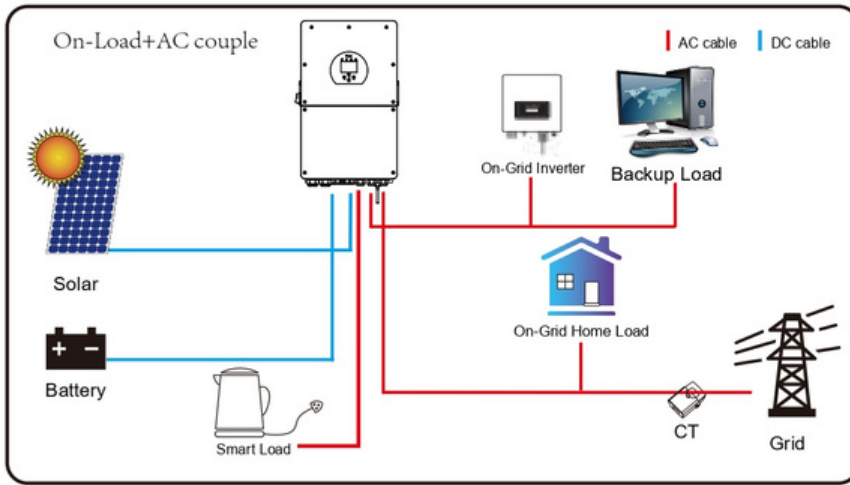 On-Load+AC couple
AC cable
DC cable
On-Grid Inverter
Backup Load
Solar
On-Grid Home Load
Battery
Smart Load
CT
Grid